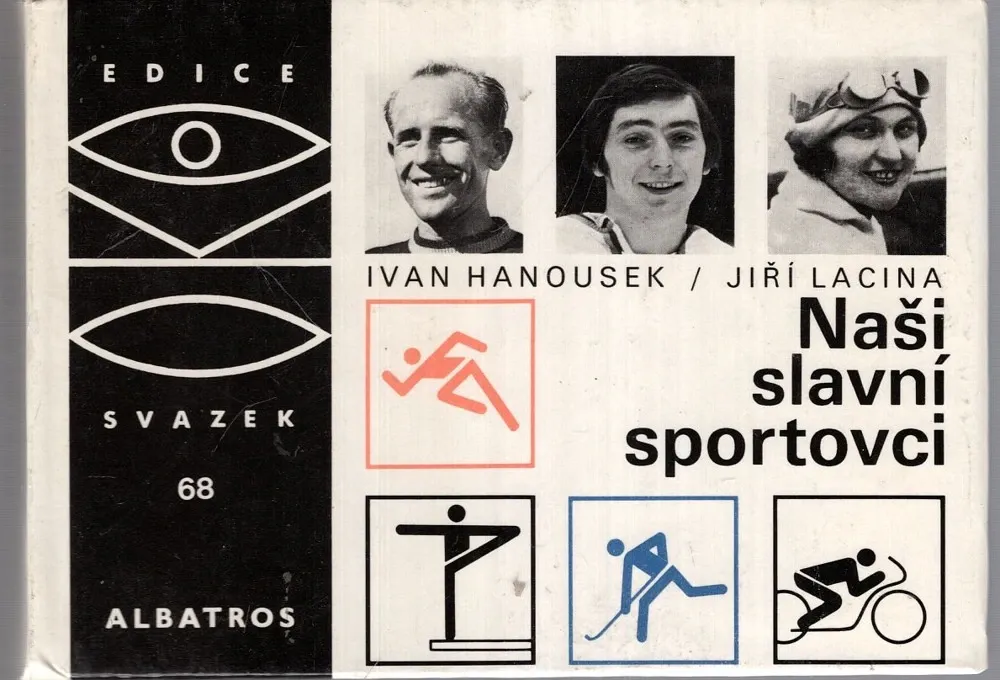 EDICE
SVAZEK
68
ALBATROS
IVAN HANOUSEK / JIŘÍ LACINA
Naši
slavní
sportovci